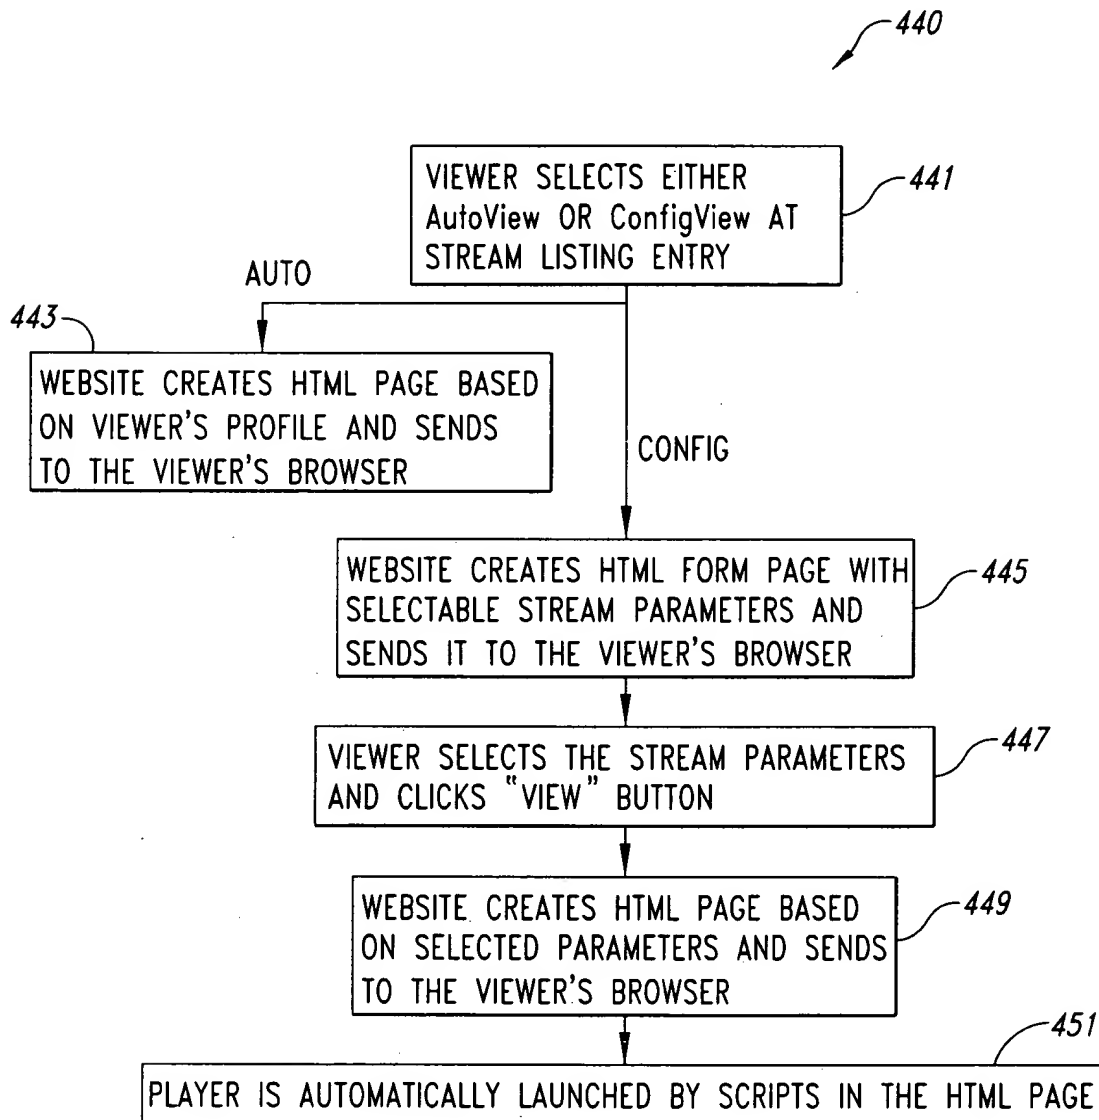 440
VIEWER SELECTS EITHER
AutoView OR ConfigView AT
STREAM LISTING ENTRY
441
AUTO
443
WEBSITE CREATES HTML PAGE BASED
ON VIEWER'S PROFILE AND SENDS
TO THE VIEWER'S BROWSER
CONFIG
WEBSITE CREATES HTML FORM PAGE WITH
SELECTABLE STREAM PARAMETERS AND
SENDS IT TO THE VIEWER'S BROWSER
445
VIEWER SELECTS THE STREAM PARAMETERS
AND CLICKS "VIEW" BUTTON
447
WEBSITE CREATES HTML PAGE BASED
ON SELECTED PARAMETERS AND SENDS
TO THE VIEWER'S BROWSER
449
451
PLAYER IS AUTOMATICALLY LAUNCHED BY SCRIPTS IN THE HTML PAGE